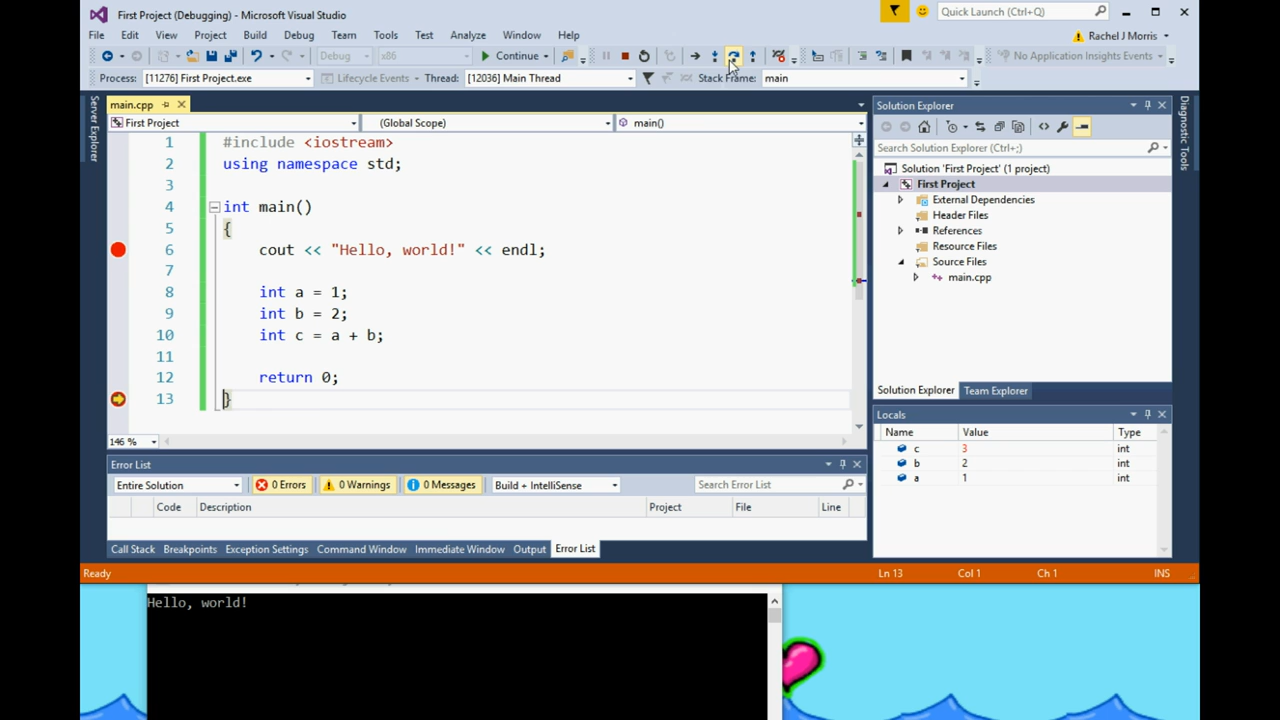 First Project (Debugging) - Microsoft Visual Studio
Quick Launch (Ctrl+Q)
File Edit View Project Build Debug Team Tools Test Analyze Window Help
Rachel J Morris
Debug x86 Continue No Application Insights Events
Process: [11276] First Project.exe Lifecycle Events Thread: [12036] Main Thread Stack Frame: main
Server Explorer
main.cpp
First Project (Global Scope) main()
1 #include <iostream>
2 using namespace std;
3
4 int main()
5 {
6 cout << "Hello, world!" << endl;
7
8 int a = 1;
9 int b = 2;
10 int c = a + b;
11
12 return 0;
13 }
146 %
Error List
Entire Solution 0 Errors 0 Warnings 0 Messages Build + IntelliSense Search Error List
Code Description Project File Line
Call Stack Breakpoints Exception Settings Command Window Immediate Window Output Error List
Solution Explorer
Search Solution Explorer (Ctrl+;)
Solution 'First Project' (1 project)
First Project
External Dependencies
Header Files
References
Resource Files
Source Files
main.cpp
Solution Explorer Team Explorer
Locals
Name Value Type
c 3 int
b 2 int
a 1 int
Diagnostic Tools
Ready Ln 13 Col 1 Ch 1 INS
Hello, world!